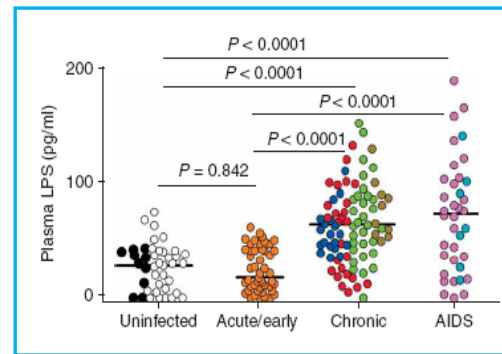 P < 0.0001
200
P < 0.0001
P < 0.0001
P < 0.0001
P = 0.842
100
0
Plasma LPS (pg/ml)
Uninfected Acute/early Chronic AIDS